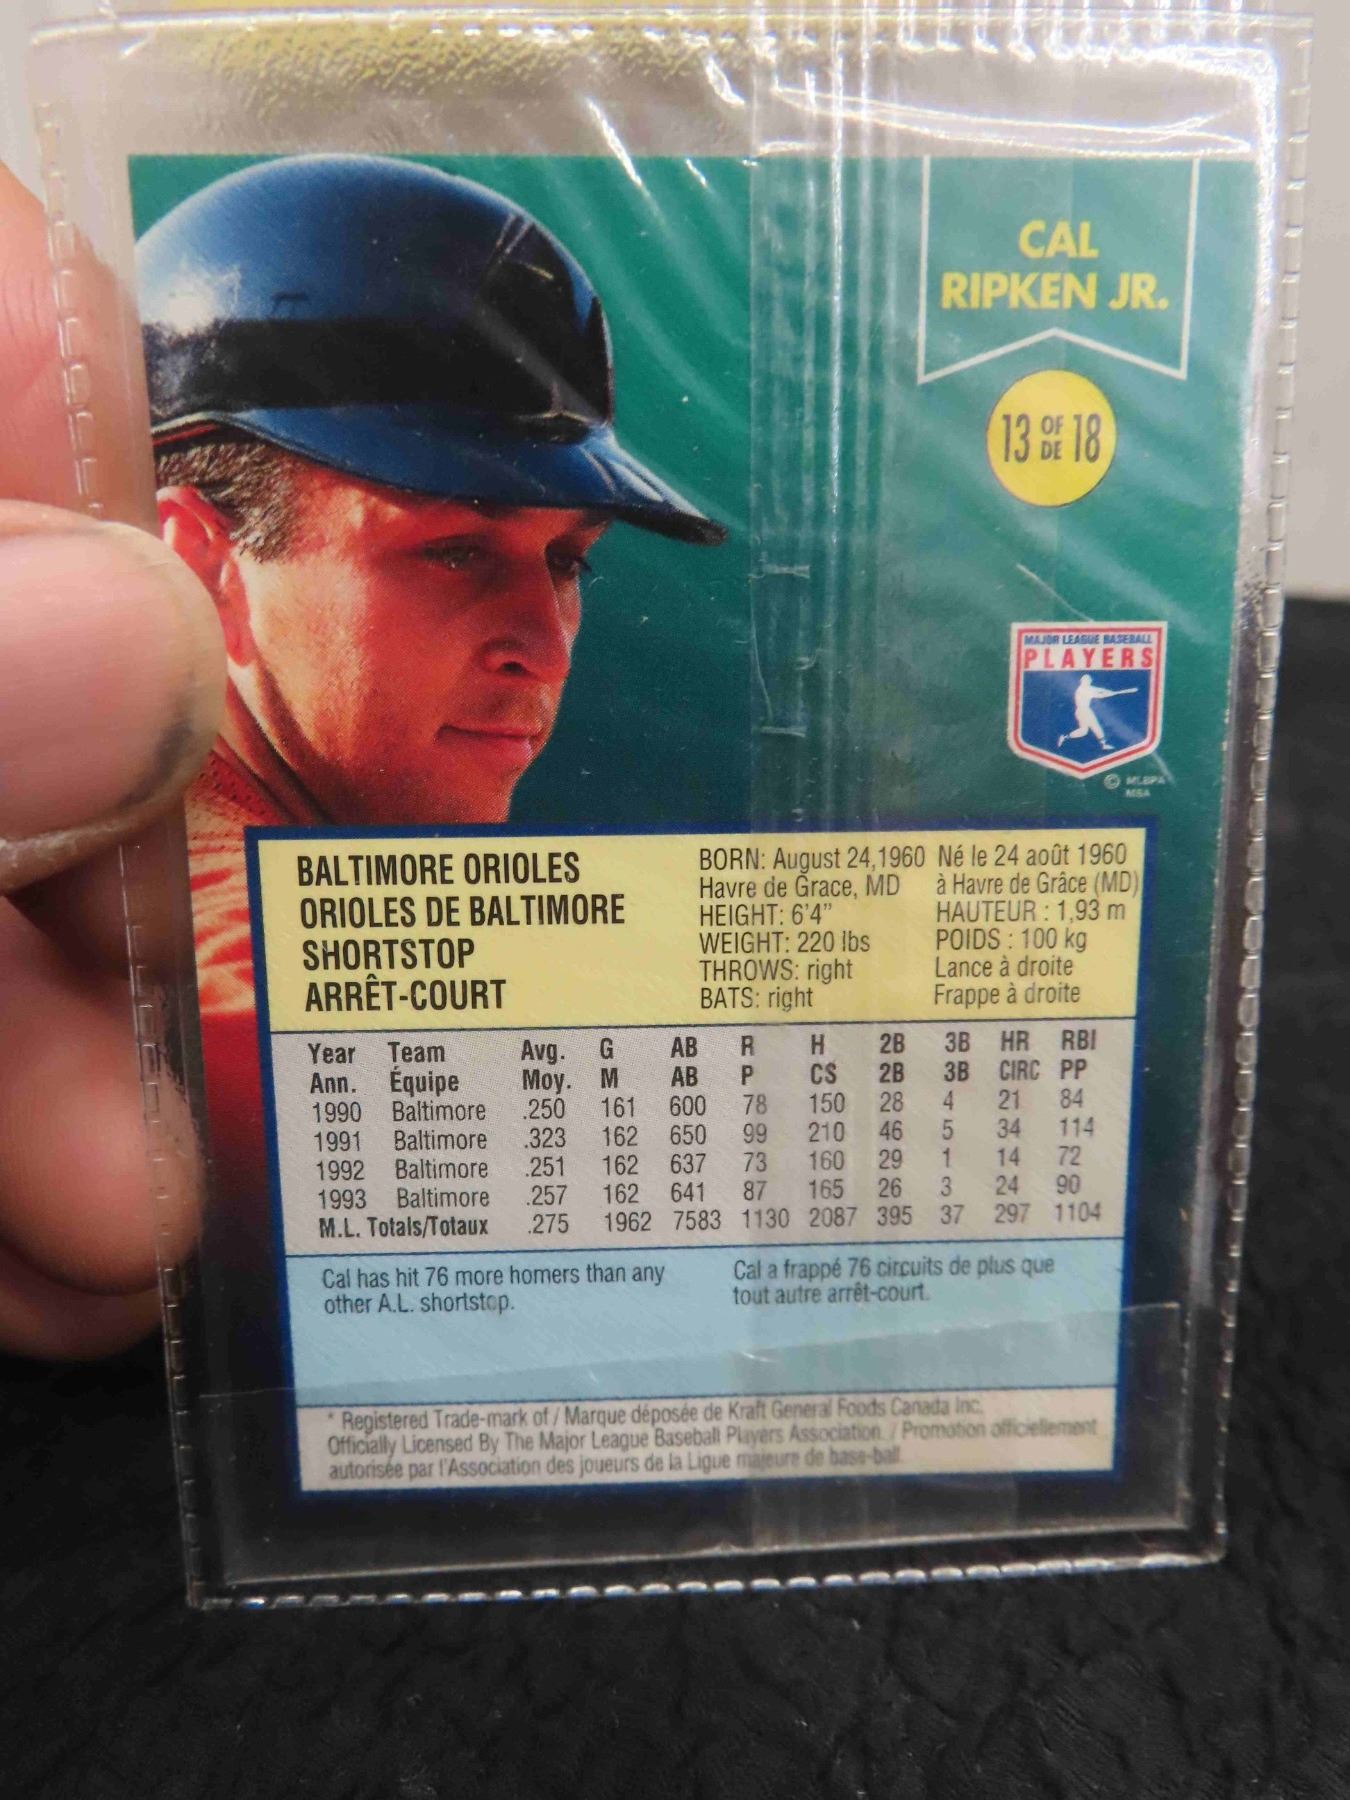 CAL
RIPKEN JR.
13 OF DE 18
MAJOR LEAGUE BASEBALL
PLAYERS
© MLBPA
MSA
BALTIMORE ORIOLES
ORIOLES DE BALTIMORE
SHORTSTOP
ARRÊT-COURT
BORN: August 24,1960
Havre de Grace, MD
HEIGHT: 6'4"
WEIGHT: 220 lbs
THROWS: right
BATS: right
Né le 24 août 1960
à Havre de Grâce (MD)
HAUTEUR : 1,93 m
POIDS : 100 kg
Lance à droite
Frappe à droite
Year Team Avg. G AB R H 2B 3B HR RBI
Ann. Équipe Moy. M AB P CS 2B 3B CIRC PP
1990 Baltimore .250 161 600 78 150 28 4 21 84
1991 Baltimore .323 162 650 99 210 46 5 34 114
1992 Baltimore .251 162 637 73 160 29 1 14 72
1993 Baltimore .257 162 641 87 165 26 3 24 90
M.L. Totals/Totaux .275 1962 7583 1130 2087 395 37 297 1104
Cal has hit 76 more homers than any
other A.L. shortstop.
Cal a frappé 76 circuits de plus que
tout autre arrêt-court.
* Registered Trade-mark of / Marque déposée de Kraft General Foods Canada Inc.
Officially Licensed By The Major League Baseball Players Association. / Promotion officiellement
autorisée par l'Association des joueurs de la Ligue majeure de base-ball.